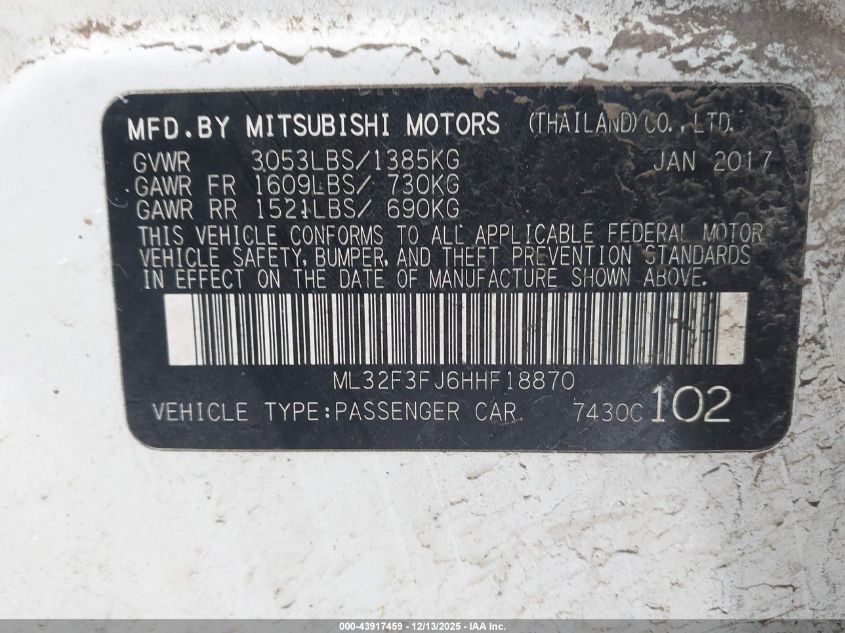 MFD.BY MITSUBISHI MOTORS (THAILAND) CO.,LTD.
GVWR 3053LBS/1385KG JAN 2017
GAWR FR 1609LBS/ 730KG
GAWR RR 1521LBS/ 690KG
THIS VEHICLE CONFORMS TO ALL APPLICABLE FEDERAL MOTOR
VEHICLE SAFETY, BUMPER, AND THEFT PREVENTION STANDARDS
IN EFFECT ON THE DATE OF MANUFACTURE SHOWN ABOVE.
ML32F3FJ6HHF18870
VEHICLE TYPE:PASSENGER CAR 7430C 102
000-43917459 - 12/13/2025 - IAA Inc.